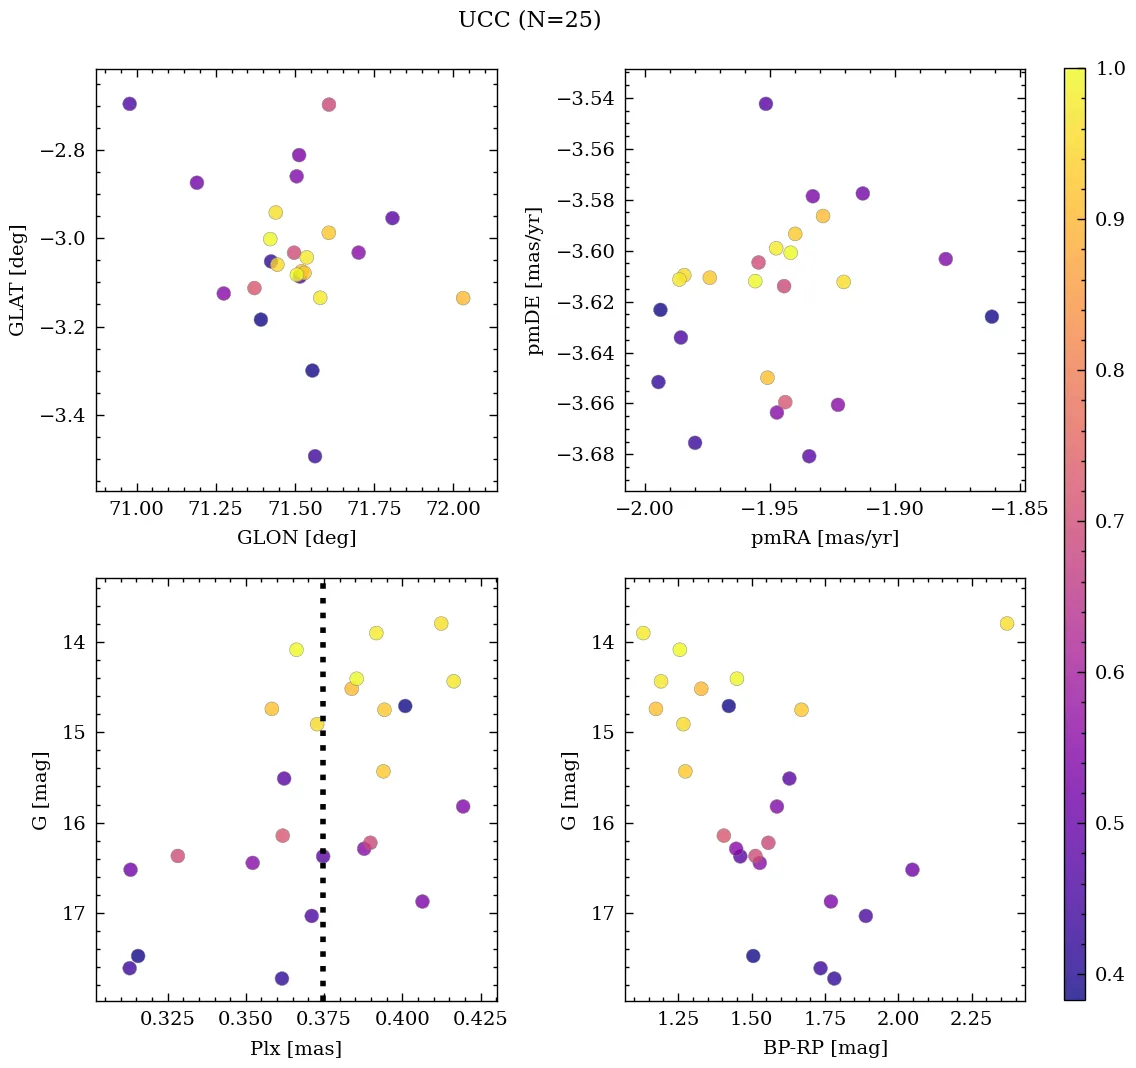 UCC (N=25)
GLAT [deg]
−2.8
−3.0
−3.2
−3.4
71.00 71.25 71.50 71.75 72.00
GLON [deg]
pmDE [mas/yr]
−3.54
−3.56
−3.58
−3.60
−3.62
−3.64
−3.66
−3.68
−2.00 −1.95 −1.90 −1.85
pmRA [mas/yr]
1.0
0.9
0.8
0.7
0.6
0.5
0.4
G [mag]
14
15
16
17
0.325 0.350 0.375 0.400 0.425
Plx [mas]
G [mag]
14
15
16
17
1.25 1.50 1.75 2.00 2.25
BP-RP [mag]